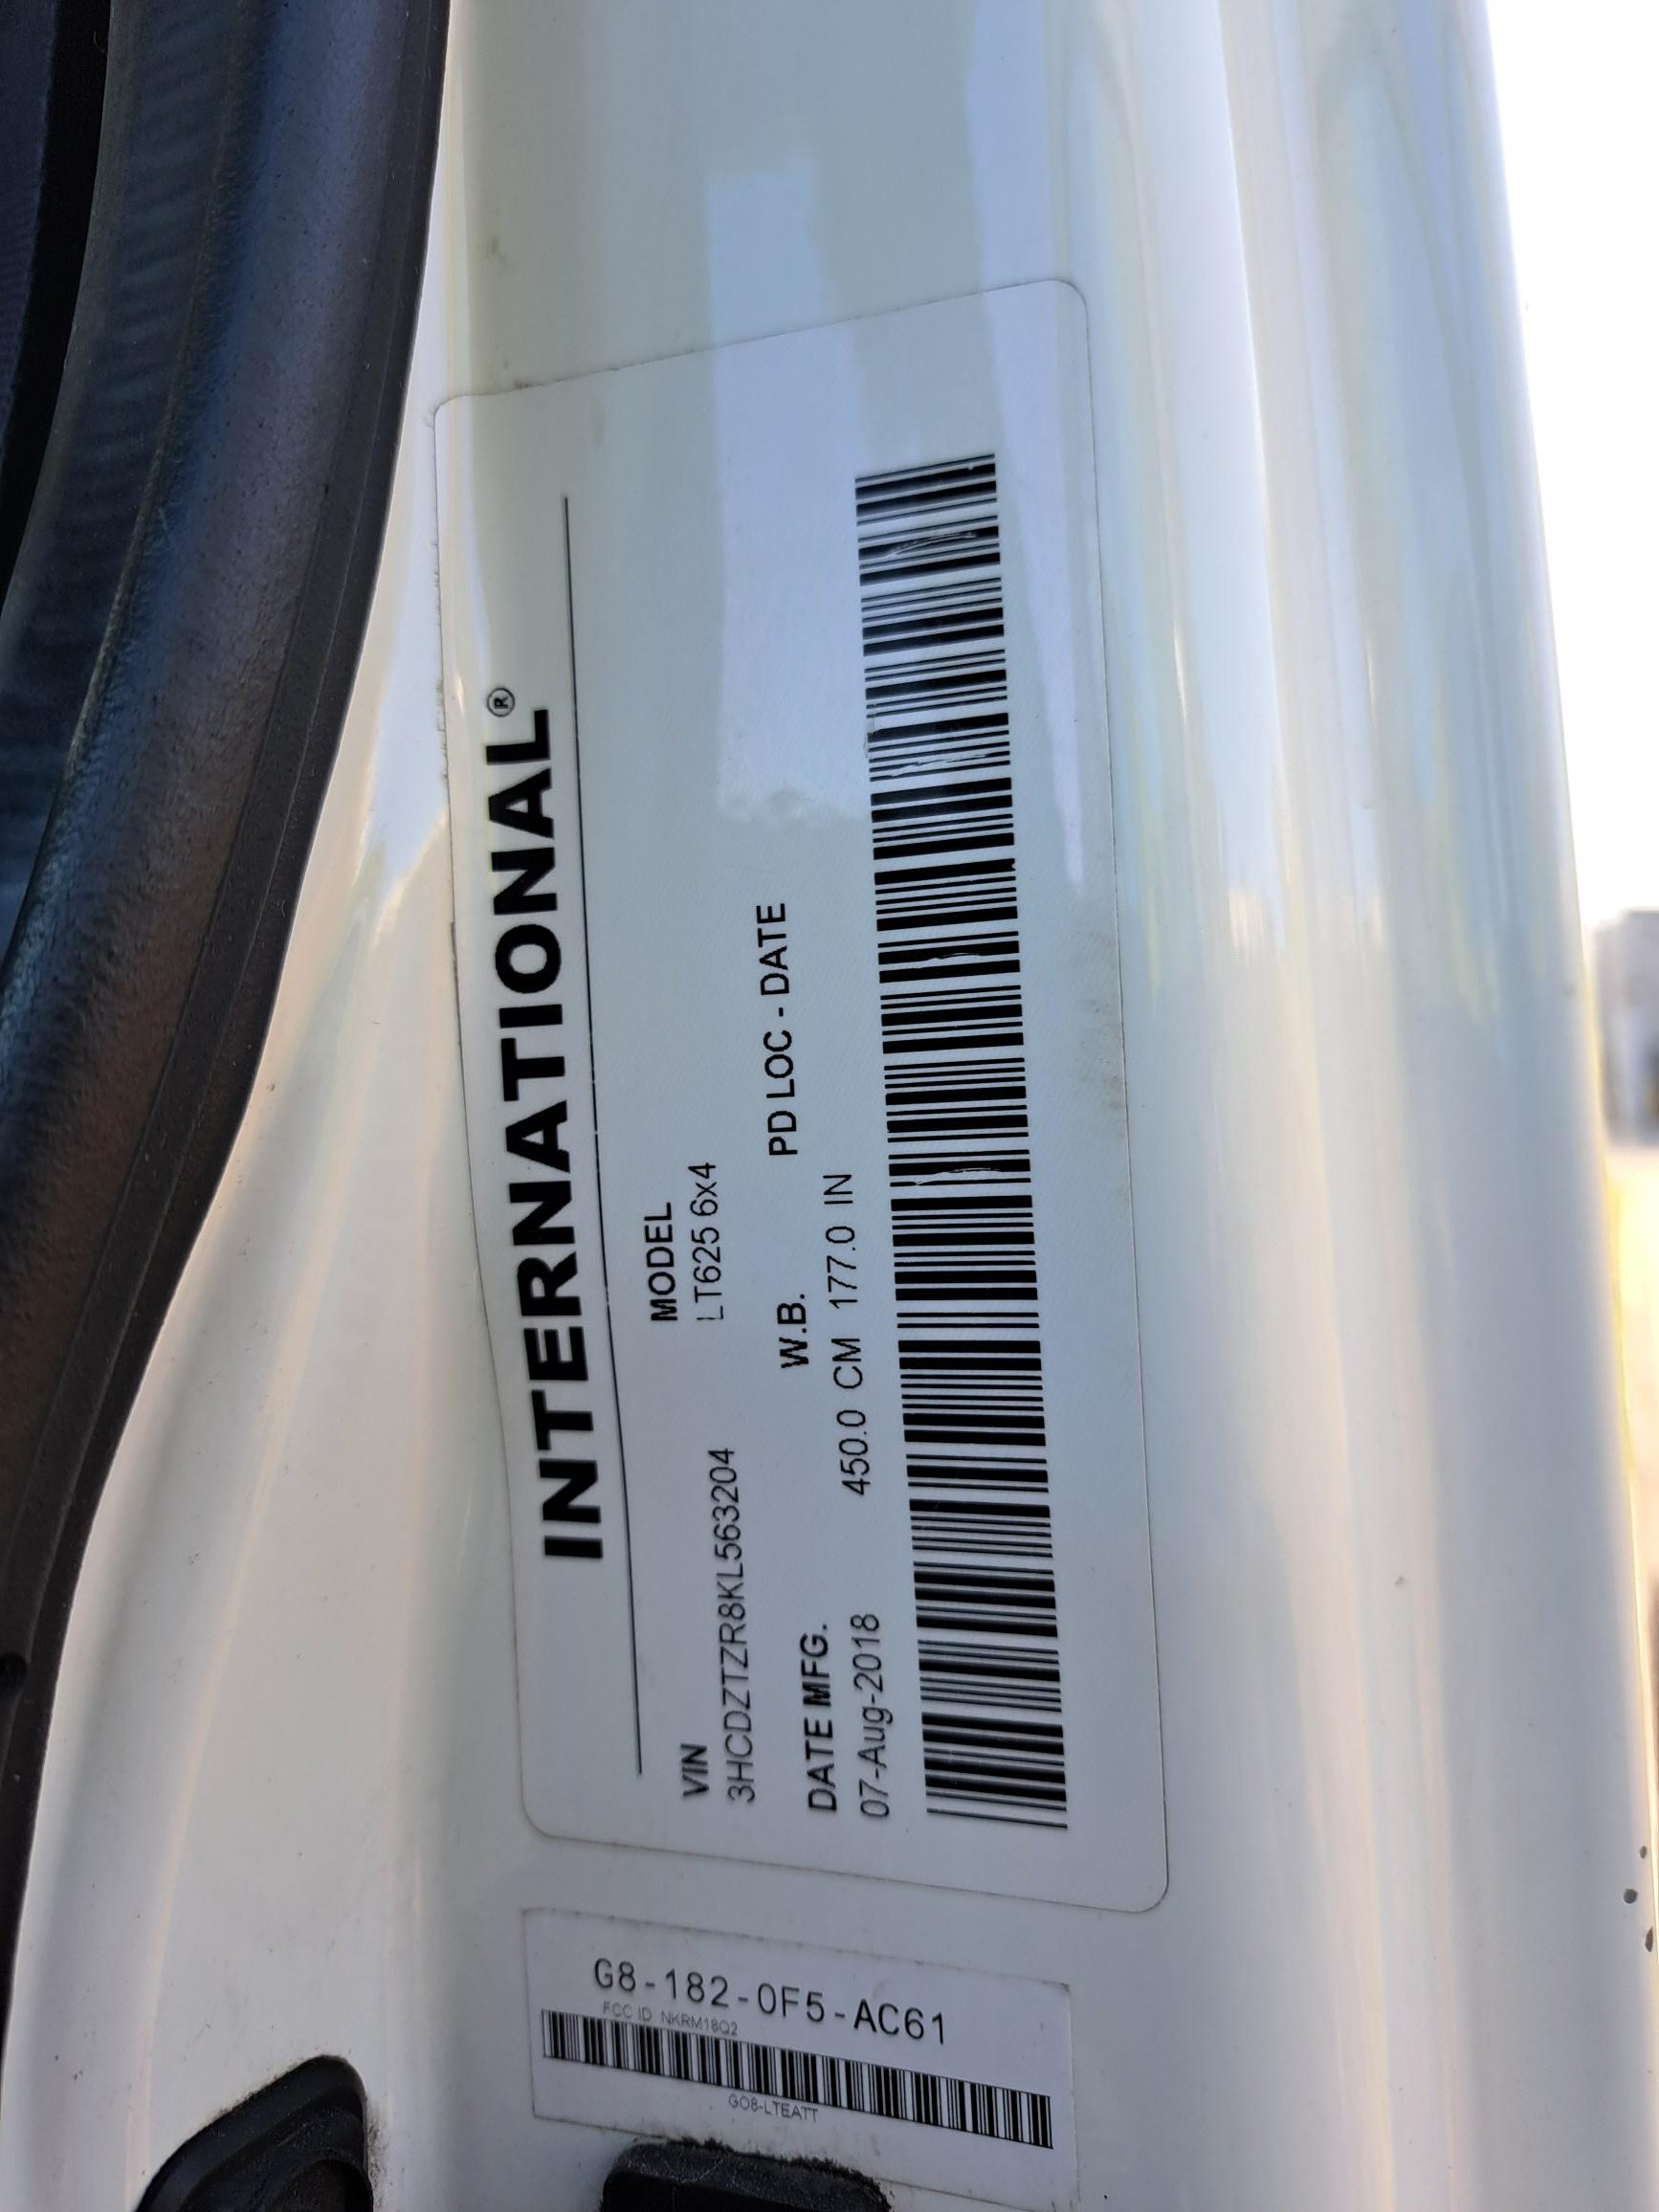 INTERNATIONAL®
VIN MODEL
3HCDZTZR8KL563204 LT625 6x4
DATE MFG. W.B. PD LOC - DATE
07-Aug-2018 450.0 CM 177.0 IN
G8-182-0F5-AC61
FCC ID NKRM18Q2
GO8-LTEATT